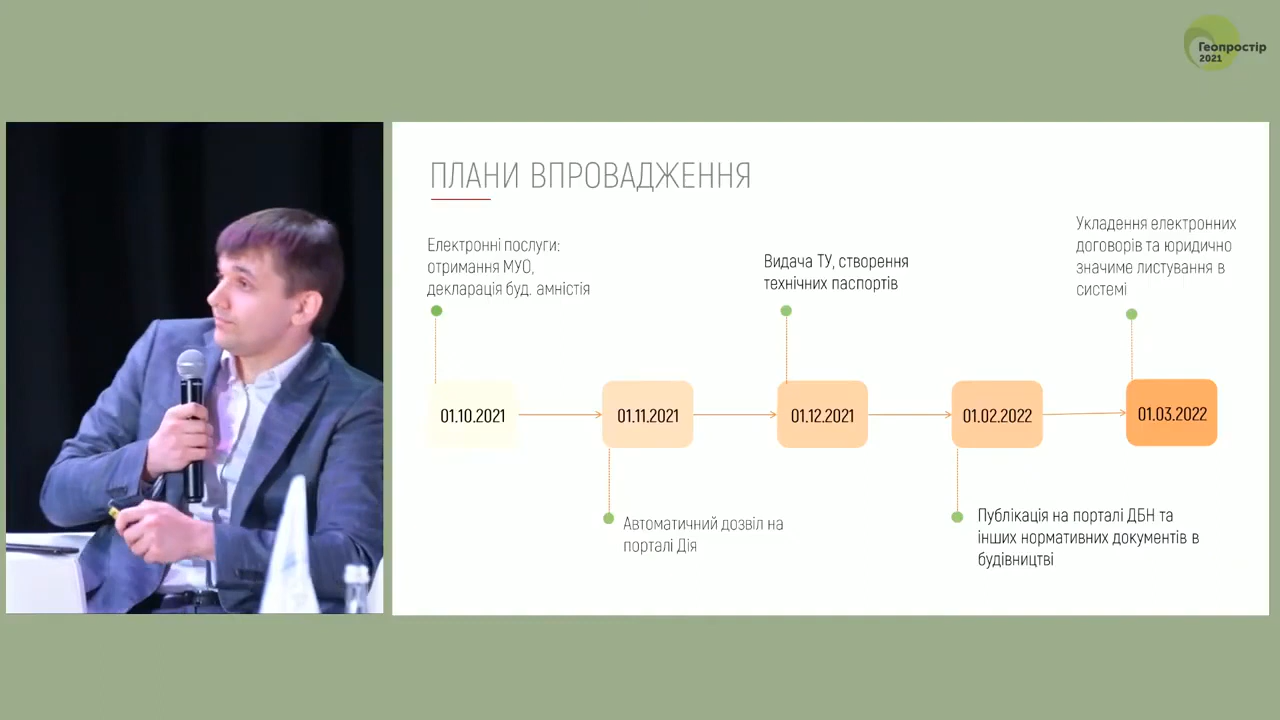 Геопростір
2021
ПЛАНИ ВПРОВАДЖЕННЯ
Електронні послуги:
отримання МУО,
декларація буд. амністія
Видача ТУ, створення
технічних паспортів
Укладення електронних
договорів та юридично
значиме листування в
системі
01.10.2021
01.11.2021
01.12.2021
01.02.2022
01.03.2022
Автоматичний дозвіл на
порталі Дія
Публікація на порталі ДБН та
інших нормативних документів в
будівництві